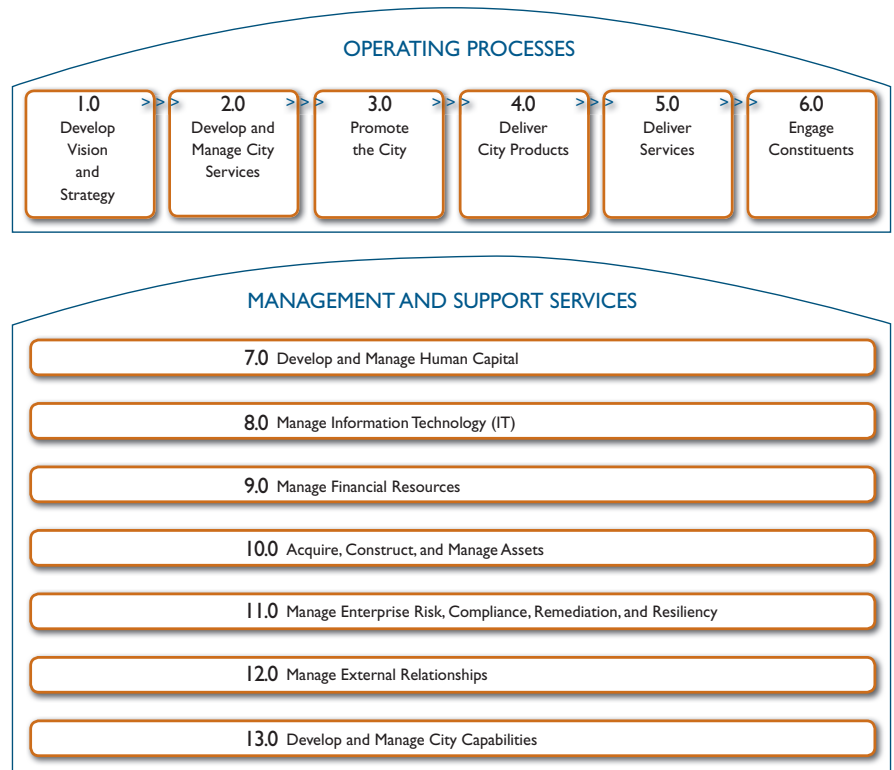 OPERATING PROCESSES
1.0 >>> 2.0 >>> 3.0 >>> 4.0 >>> 5.0 >>> 6.0
Develop
Vision
and
Strategy
Develop and
Manage City
Services
Promote
the City
Deliver
City Products
Deliver
Services
Engage
Constituents
MANAGEMENT AND SUPPORT SERVICES
7.0 Develop and Manage Human Capital
8.0 Manage Information Technology (IT)
9.0 Manage Financial Resources
10.0 Acquire, Construct, and Manage Assets
11.0 Manage Enterprise Risk, Compliance, Remediation, and Resiliency
12.0 Manage External Relationships
13.0 Develop and Manage City Capabilities